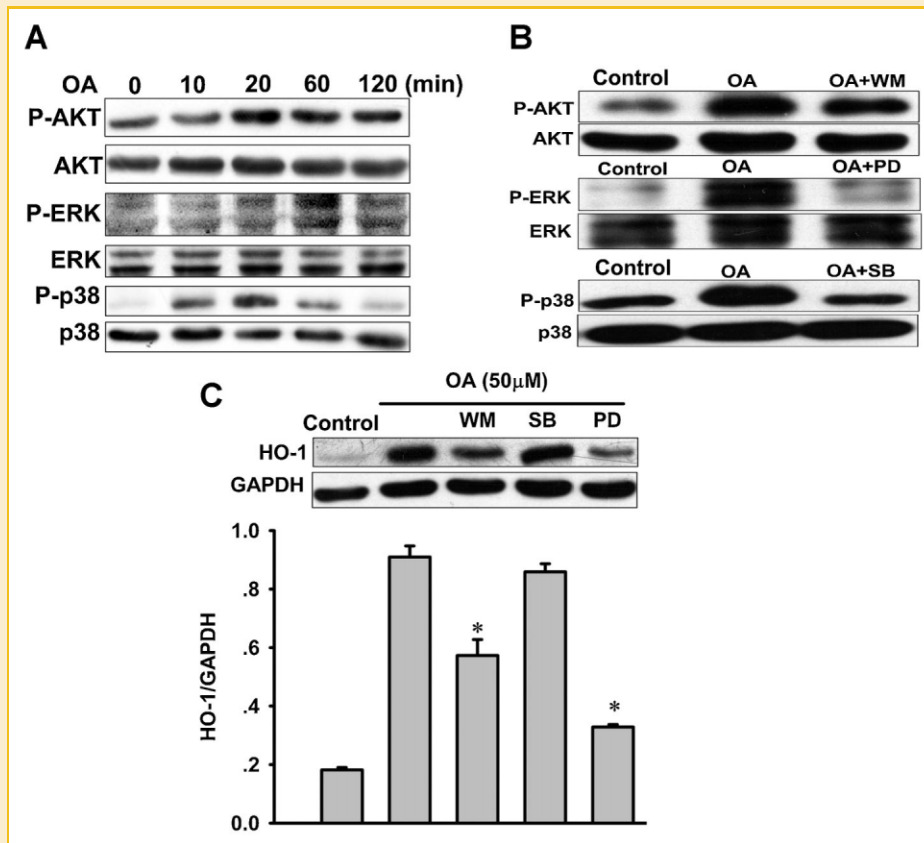 A
OA 0 10 20 60 120 (min)
P-AKT
AKT
P-ERK
ERK
P-p38
p38
B
Control OA OA+WM
P-AKT
AKT
Control OA OA+PD
P-ERK
ERK
Control OA OA+SB
P-p38
p38
C
OA (50μM)
Control WM SB PD
HO-1
GAPDH
HO-1/GAPDH
1.0
.8
.6
.4
.2
0.0
*
*